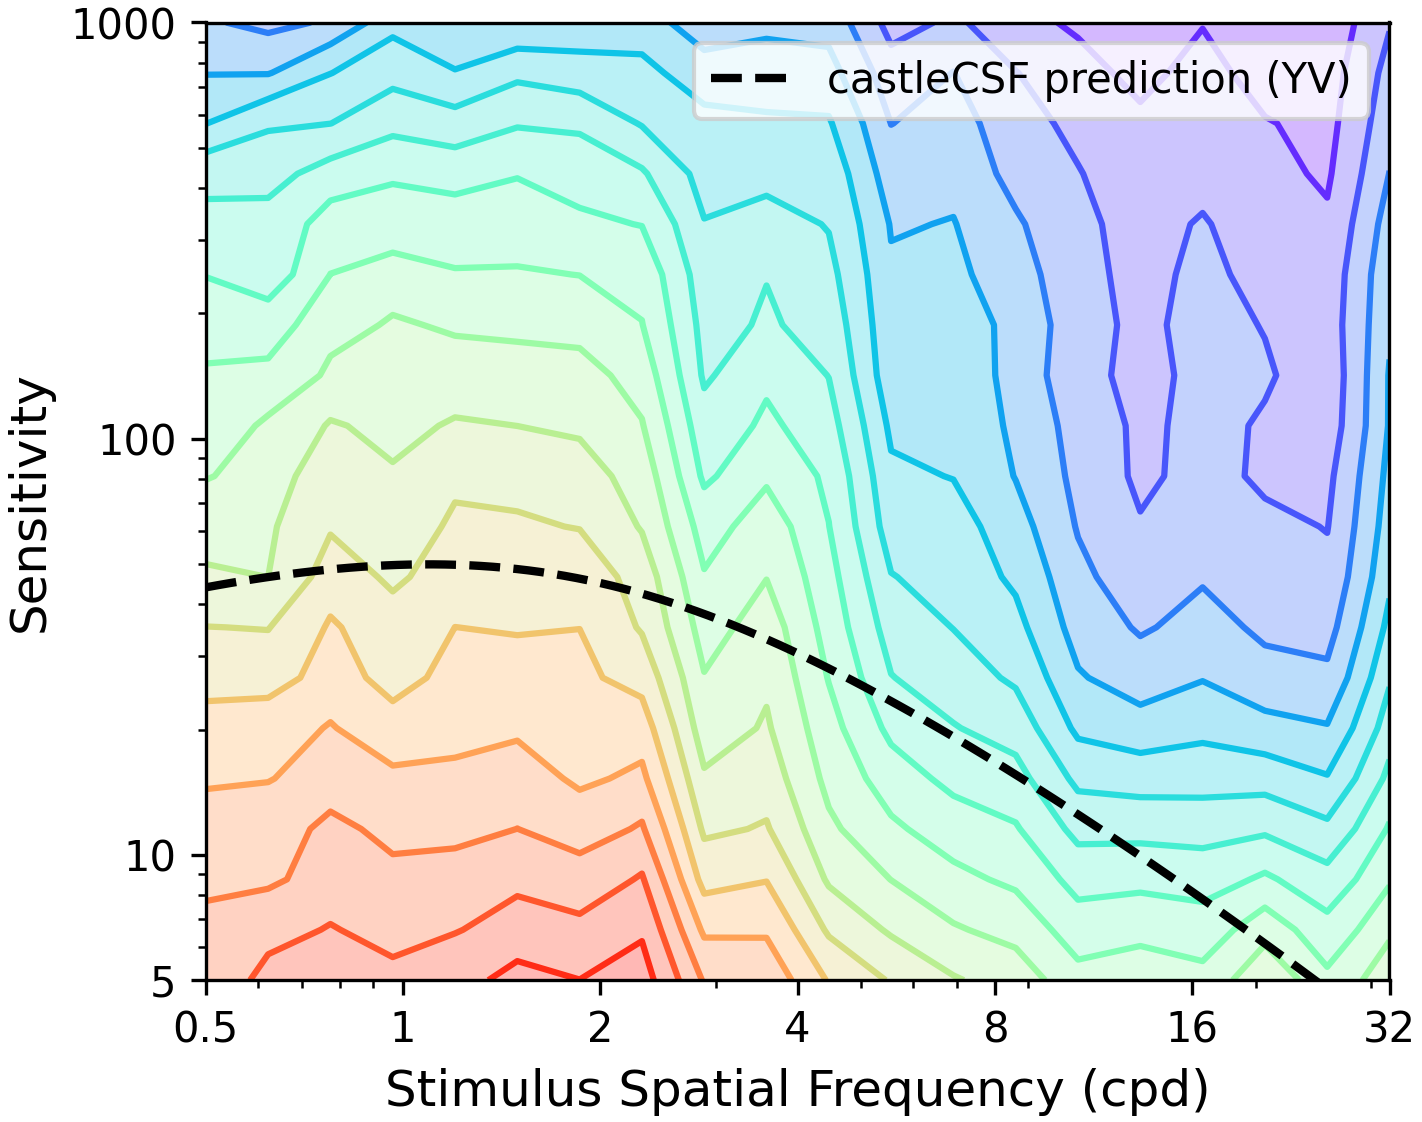 castleCSF prediction (YV)
Sensitivity
1000
100
10
5
0.5 1 2 4 8 16 32
Stimulus Spatial Frequency (cpd)